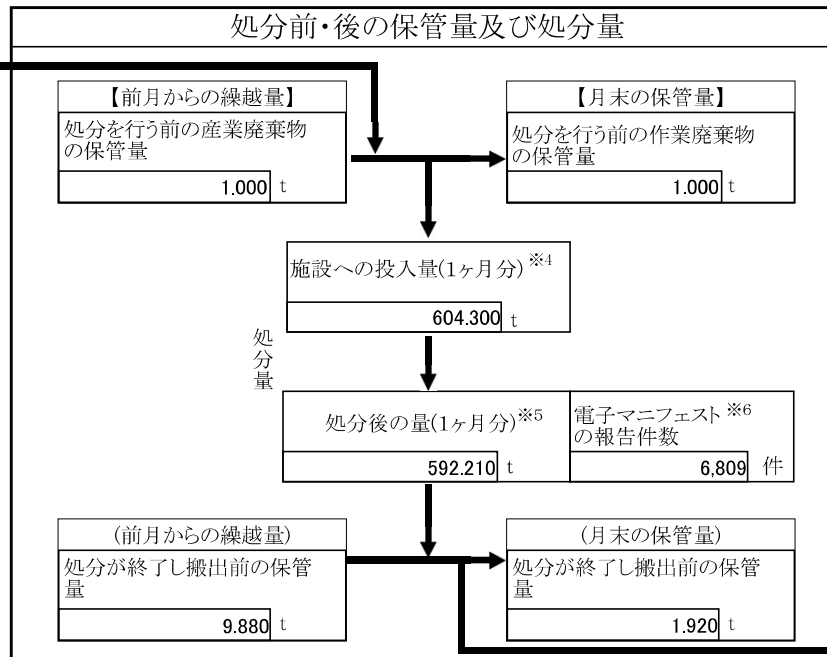 処分前・後の保管量及び処分量
【前月からの繰越量】
処分を行う前の産業廃棄物
の保管量
1.000 t
【月末の保管量】
処分を行う前の作業廃棄物
の保管量
1.000 t
施設への投入量(1ヶ月分)※4
604.300 t
処分量
処分後の量(1ヶ月分)※5
592.210 t
電子マニフェスト※6
の報告件数
6,809 件
(前月からの繰越量)
処分が終了し搬出前の保管
量
9.880 t
(月末の保管量)
処分が終了し搬出前の保管
量
1.920 t